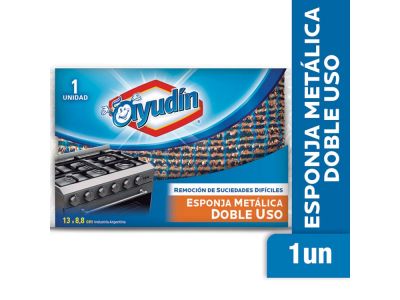 1
UNIDAD
Ayudín
REMOCIÓN DE SUCIEDADES DIFÍCILES
ESPONJA METÁLICA
DOBLE USO
13 x 8,8
Industria Argentina
ESPONJA METÁLICA
DOBLE USO
1un